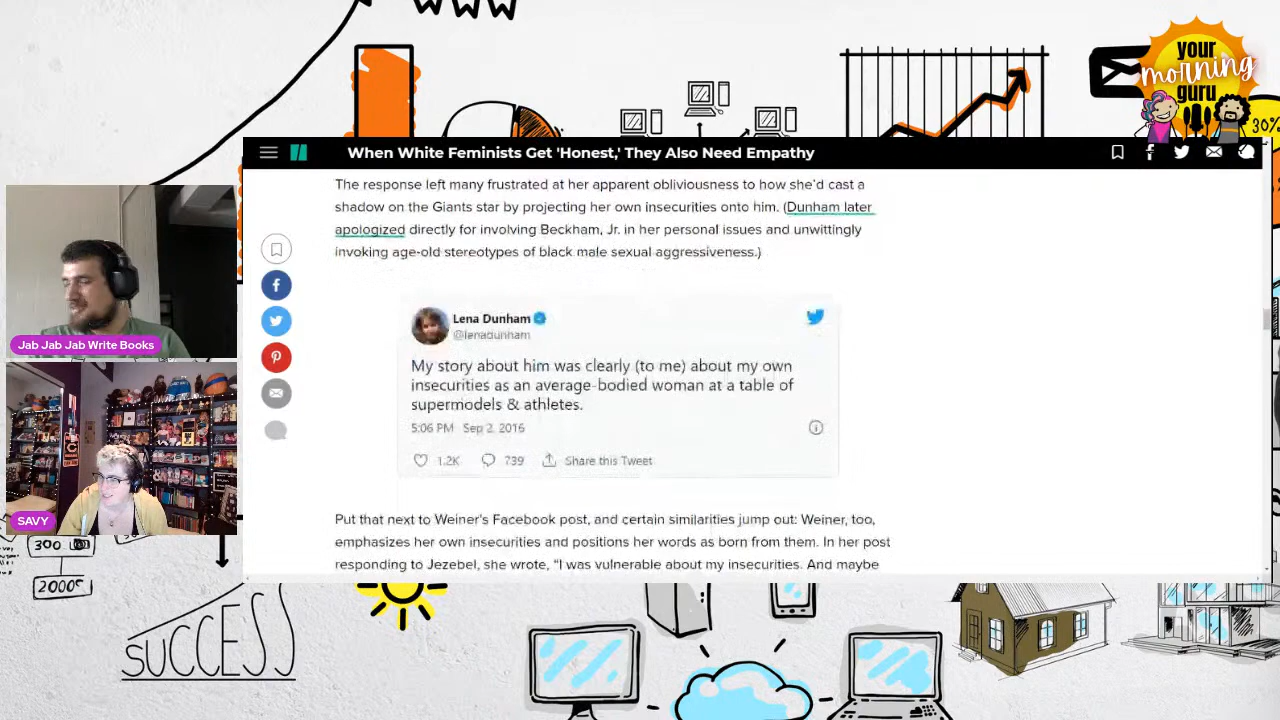 your
morning
guru
30%
When White Feminists Get 'Honest,' They Also Need Empathy
The response left many frustrated at her apparent obliviousness to how she'd cast a
shadow on the Giants star by projecting her own insecurities onto him. (Dunham later
apologized directly for involving Beckham, Jr. in her personal issues and unwittingly
invoking age-old stereotypes of black male sexual aggressiveness.)
Lena Dunham
@lenadunham
My story about him was clearly (to me) about my own
insecurities as an average-bodied woman at a table of
supermodels & athletes.
5:06 PM · Sep 2, 2016
1.2K 739 Share this Tweet
Put that next to Weiner's Facebook post, and certain similarities jump out: Weiner, too,
emphasizes her own insecurities and positions her words as born from them. In her post
responding to Jezebel, she wrote, “I was vulnerable about my insecurities. And maybe
Jab Jab Jab Write Books
SAVY
300
2000
SUCCESS